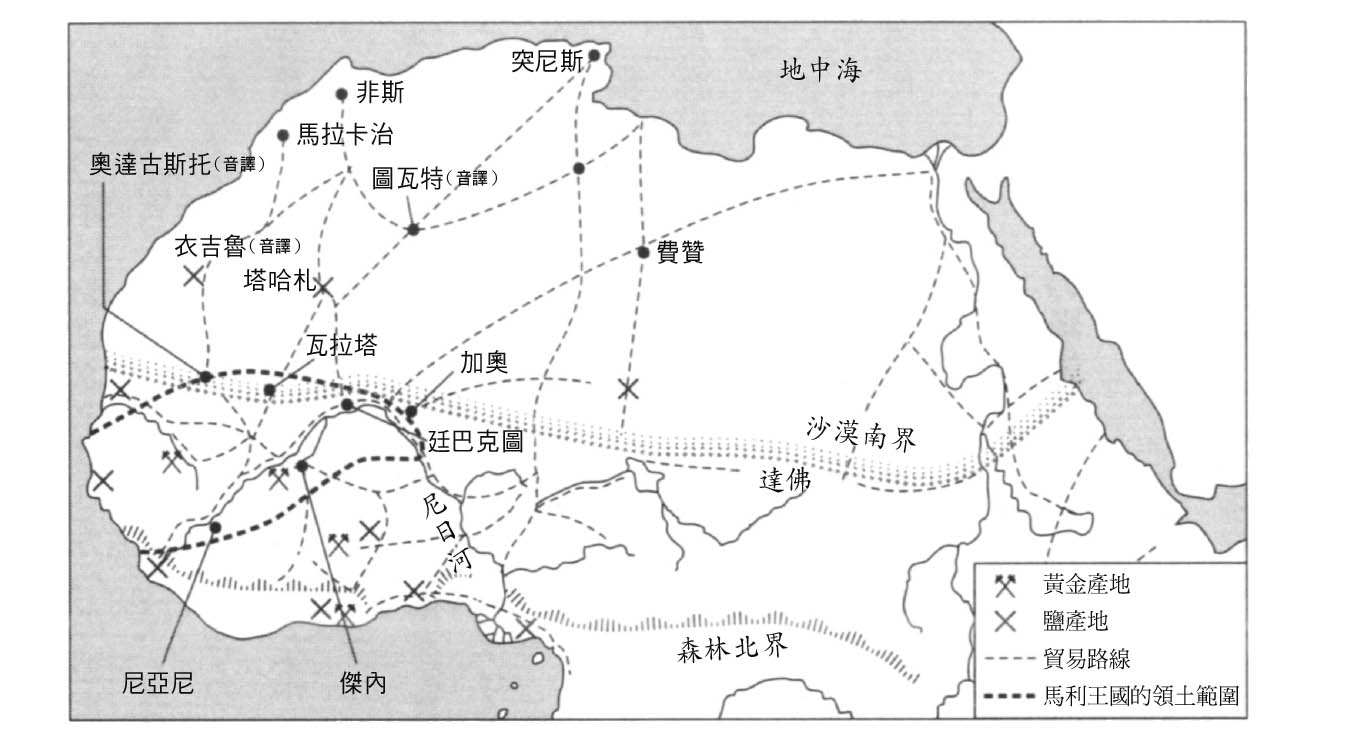 突尼斯
地中海
非斯
馬拉卡治
奧達古斯托(音譯)
圖瓦特(音譯)
衣吉魯(音譯)
費贊
塔哈札
瓦拉塔
加奧
沙漠南界
廷巴克圖
達佛
尼日河
森林北界
尼亞尼
傑內
黃金產地
鹽產地
貿易路線
馬利王國的領土範圍